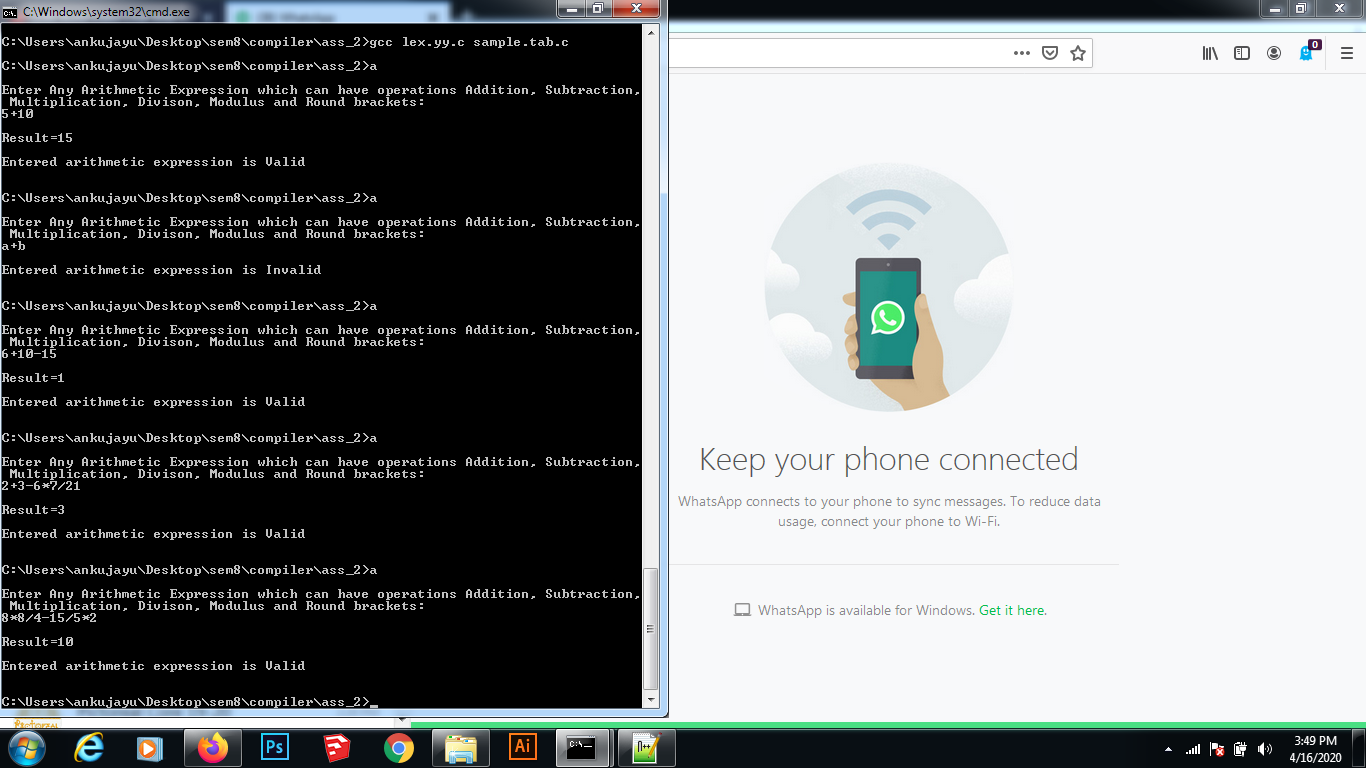 C:\Windows\system32\cmd.exe
C:\Users\ankujayu\Desktop\sem8\compiler\ass_2>gcc lex.yy.c sample.tab.c
C:\Users\ankujayu\Desktop\sem8\compiler\ass_2>a
Enter Any Arithmetic Expression which can have operations Addition, Subtraction,
Multiplication, Divison, Modulus and Round brackets:
5+10
Result=15
Entered arithmetic expression is Valid
C:\Users\ankujayu\Desktop\sem8\compiler\ass_2>a
Enter Any Arithmetic Expression which can have operations Addition, Subtraction,
Multiplication, Divison, Modulus and Round brackets:
a+b
Entered arithmetic expression is Invalid
C:\Users\ankujayu\Desktop\sem8\compiler\ass_2>a
Enter Any Arithmetic Expression which can have operations Addition, Subtraction,
Multiplication, Divison, Modulus and Round brackets:
6+10-15
Result=1
Entered arithmetic expression is Valid
C:\Users\ankujayu\Desktop\sem8\compiler\ass_2>a
Enter Any Arithmetic Expression which can have operations Addition, Subtraction,
Multiplication, Divison, Modulus and Round brackets:
2+3-6*7/21
Result=3
Entered arithmetic expression is Valid
C:\Users\ankujayu\Desktop\sem8\compiler\ass_2>a
Enter Any Arithmetic Expression which can have operations Addition, Subtraction,
Multiplication, Divison, Modulus and Round brackets:
8*8/4-15/5*2
Result=10
Entered arithmetic expression is Valid
C:\Users\ankujayu\Desktop\sem8\compiler\ass_2>_
0
Keep your phone connected
WhatsApp connects to your phone to sync messages. To reduce data
usage, connect your phone to Wi-Fi.
WhatsApp is available for Windows. Get it here.
Ps
Ai
C:\
N++
3:49 PM
4/16/2020